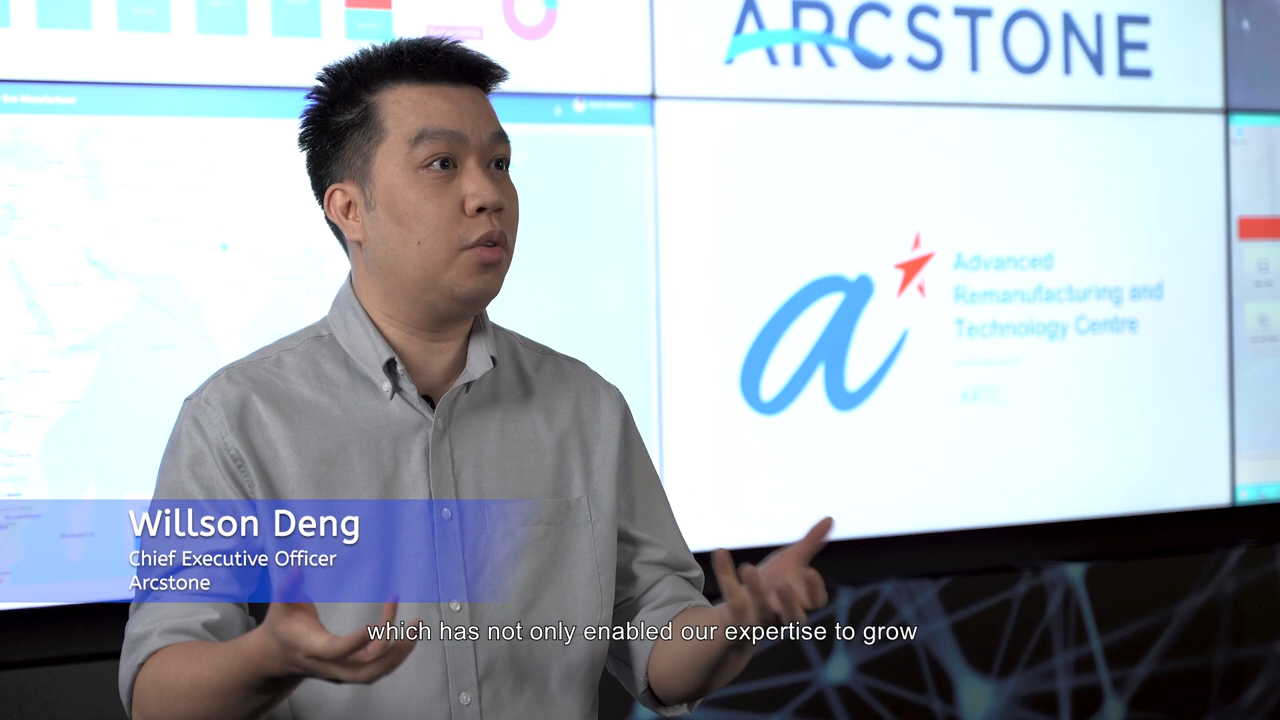 ARCSTONE
Advanced
Remanufacturing and
Technology Centre
ARTC
Willson Deng
Chief Executive Officer
Arcstone
which has not only enabled our expertise to grow